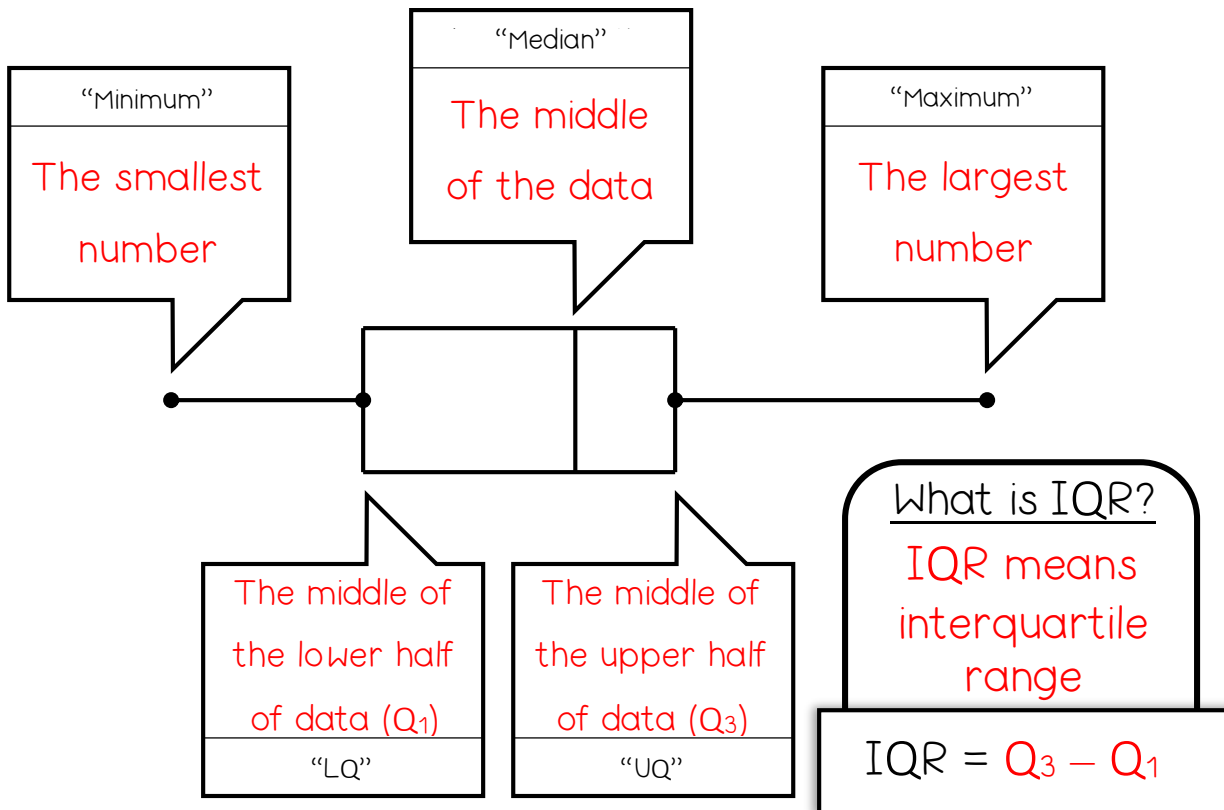 “Minimum”
The smallest
number
“Median”
The middle
of the data
“Maximum”
The largest
number
The middle of
the lower half
of data (Q₁)
“LQ”
The middle of
the upper half
of data (Q₃)
“UQ”
What is IQR?
IQR means
interquartile
range
IQR = Q₃ – Q₁